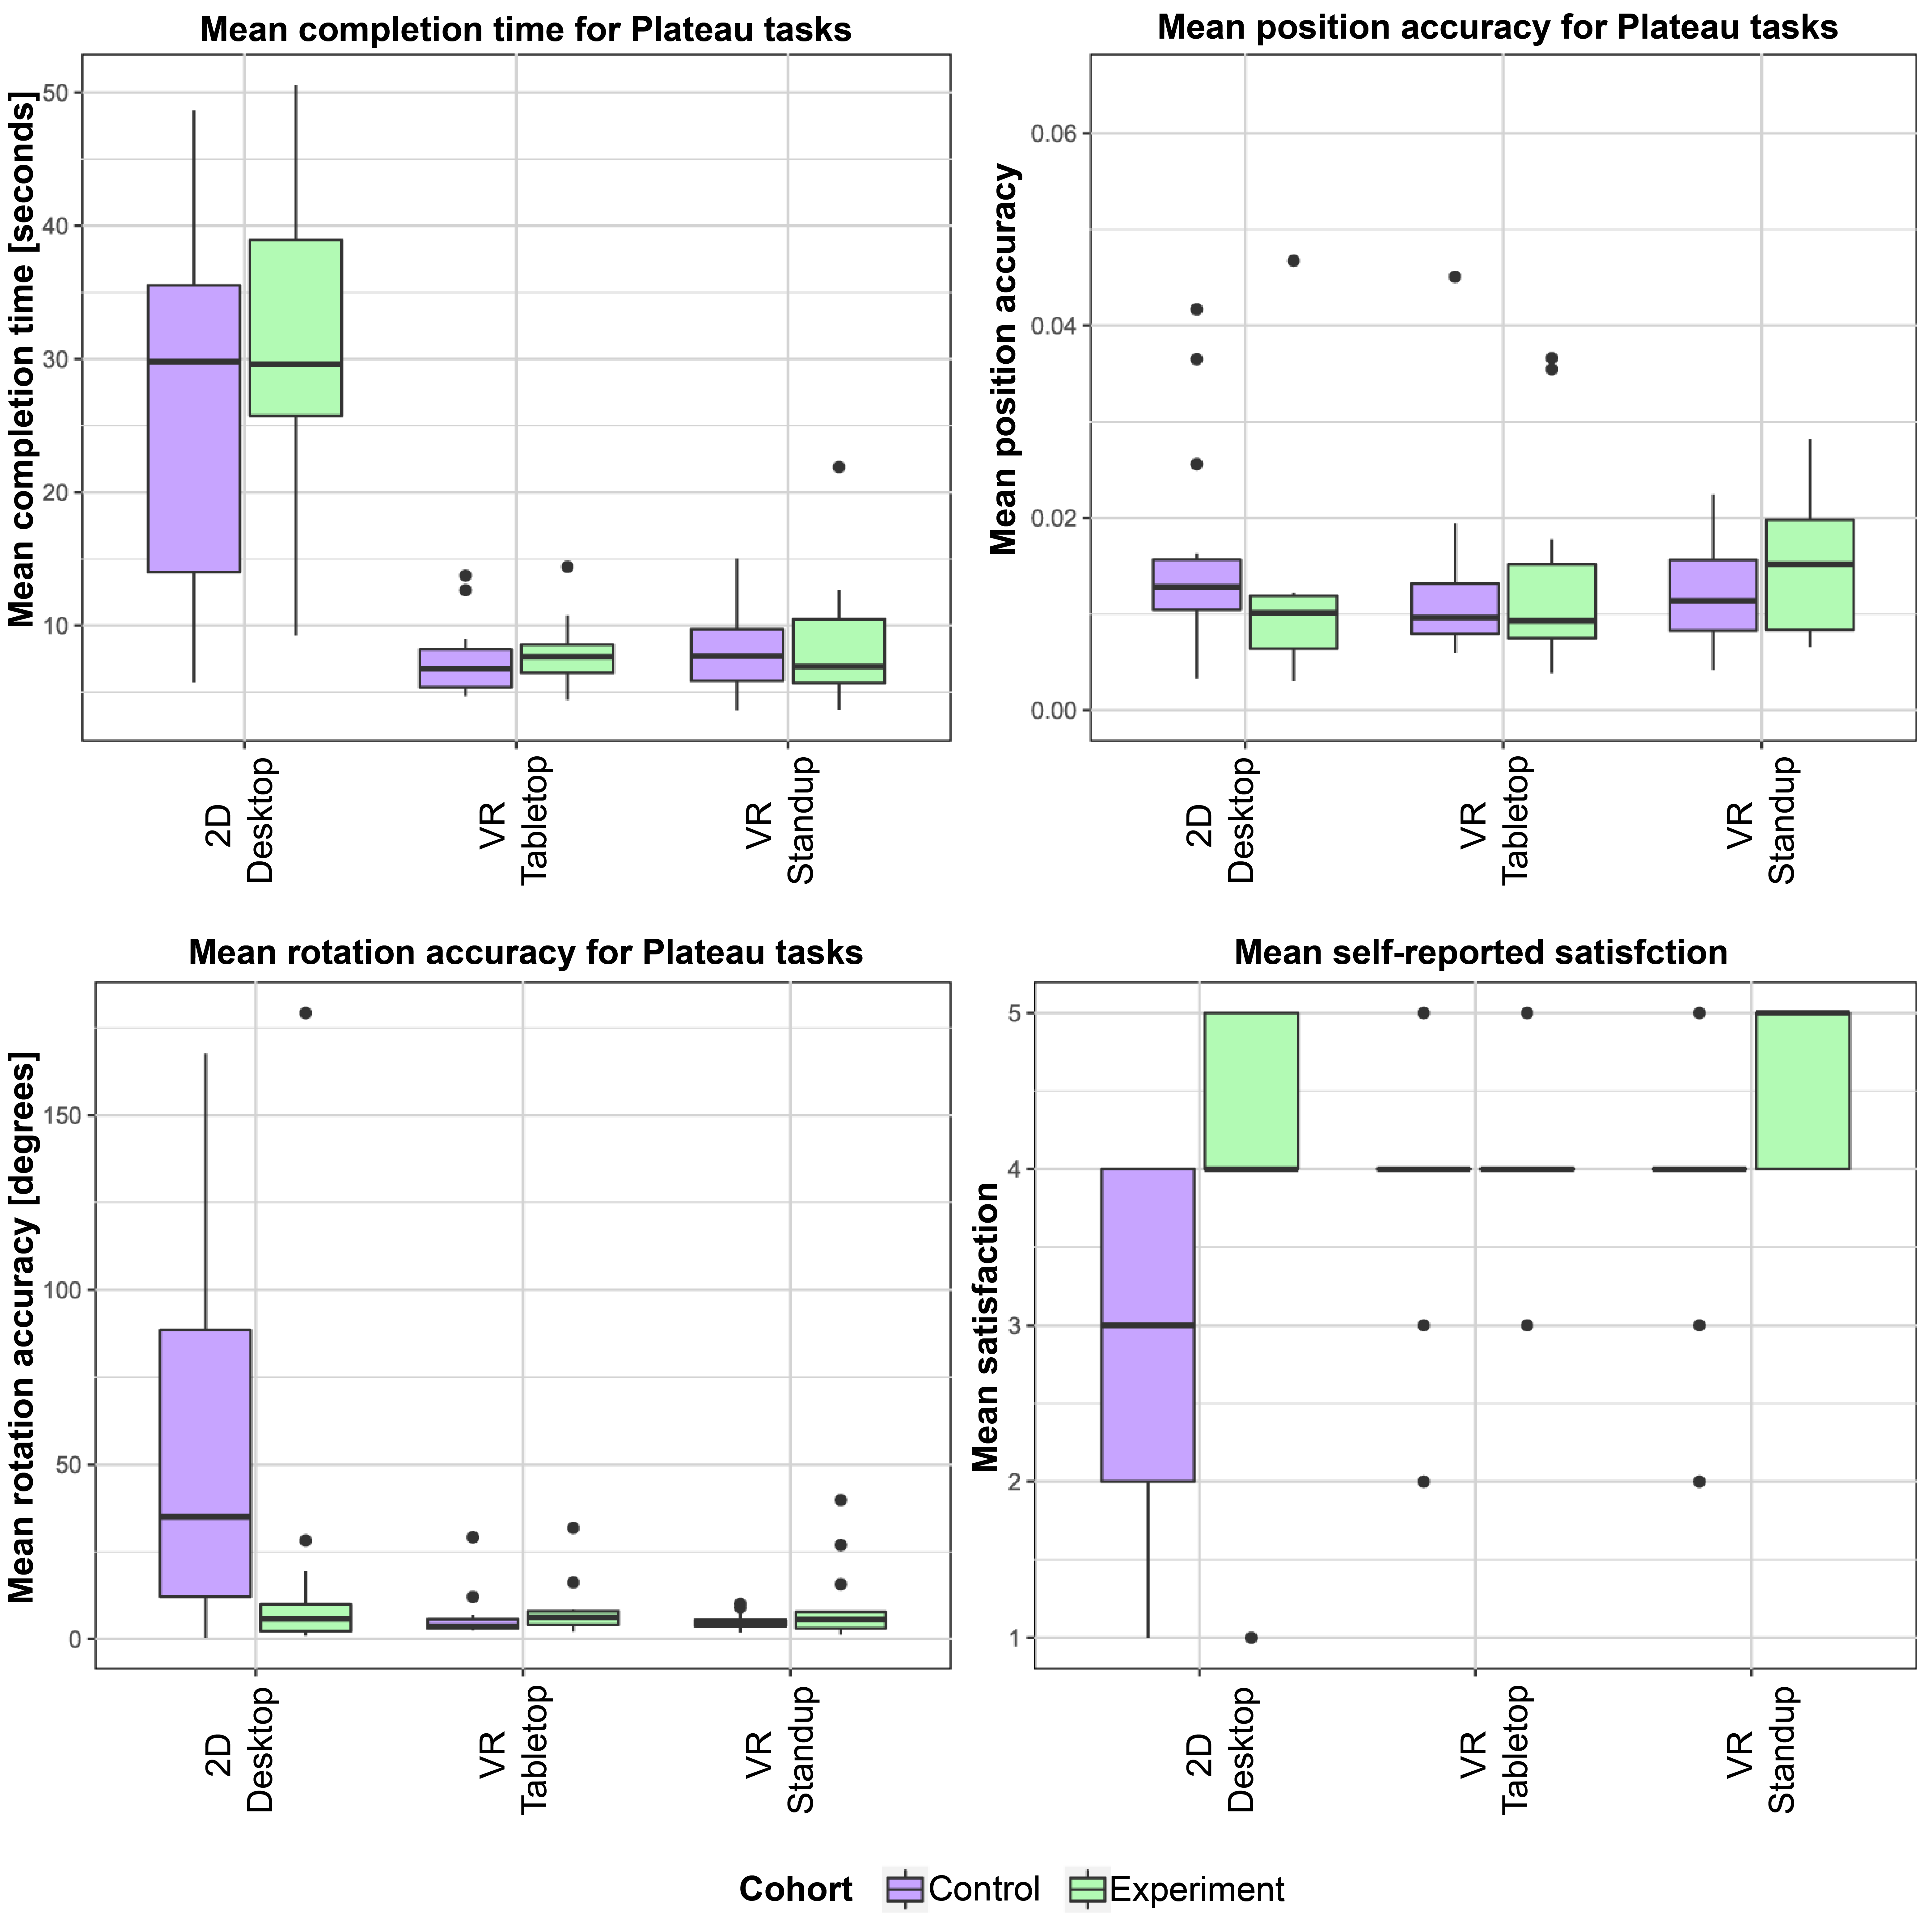 Mean completion time for Plateau tasks
Mean completion time [seconds]
50
40
30
20
10
2D
Desktop
VR
Tabletop
VR
Standup
Mean position accuracy for Plateau tasks
Mean position accuracy
0.06
0.04
0.02
0.00
2D
Desktop
VR
Tabletop
VR
Standup
Mean rotation accuracy for Plateau tasks
Mean rotation accuracy [degrees]
150
100
50
0
2D
Desktop
VR
Tabletop
VR
Standup
Mean self-reported satisfction
Mean satisfaction
5
4
3
2
1
2D
Desktop
VR
Tabletop
VR
Standup
Cohort Control Experiment